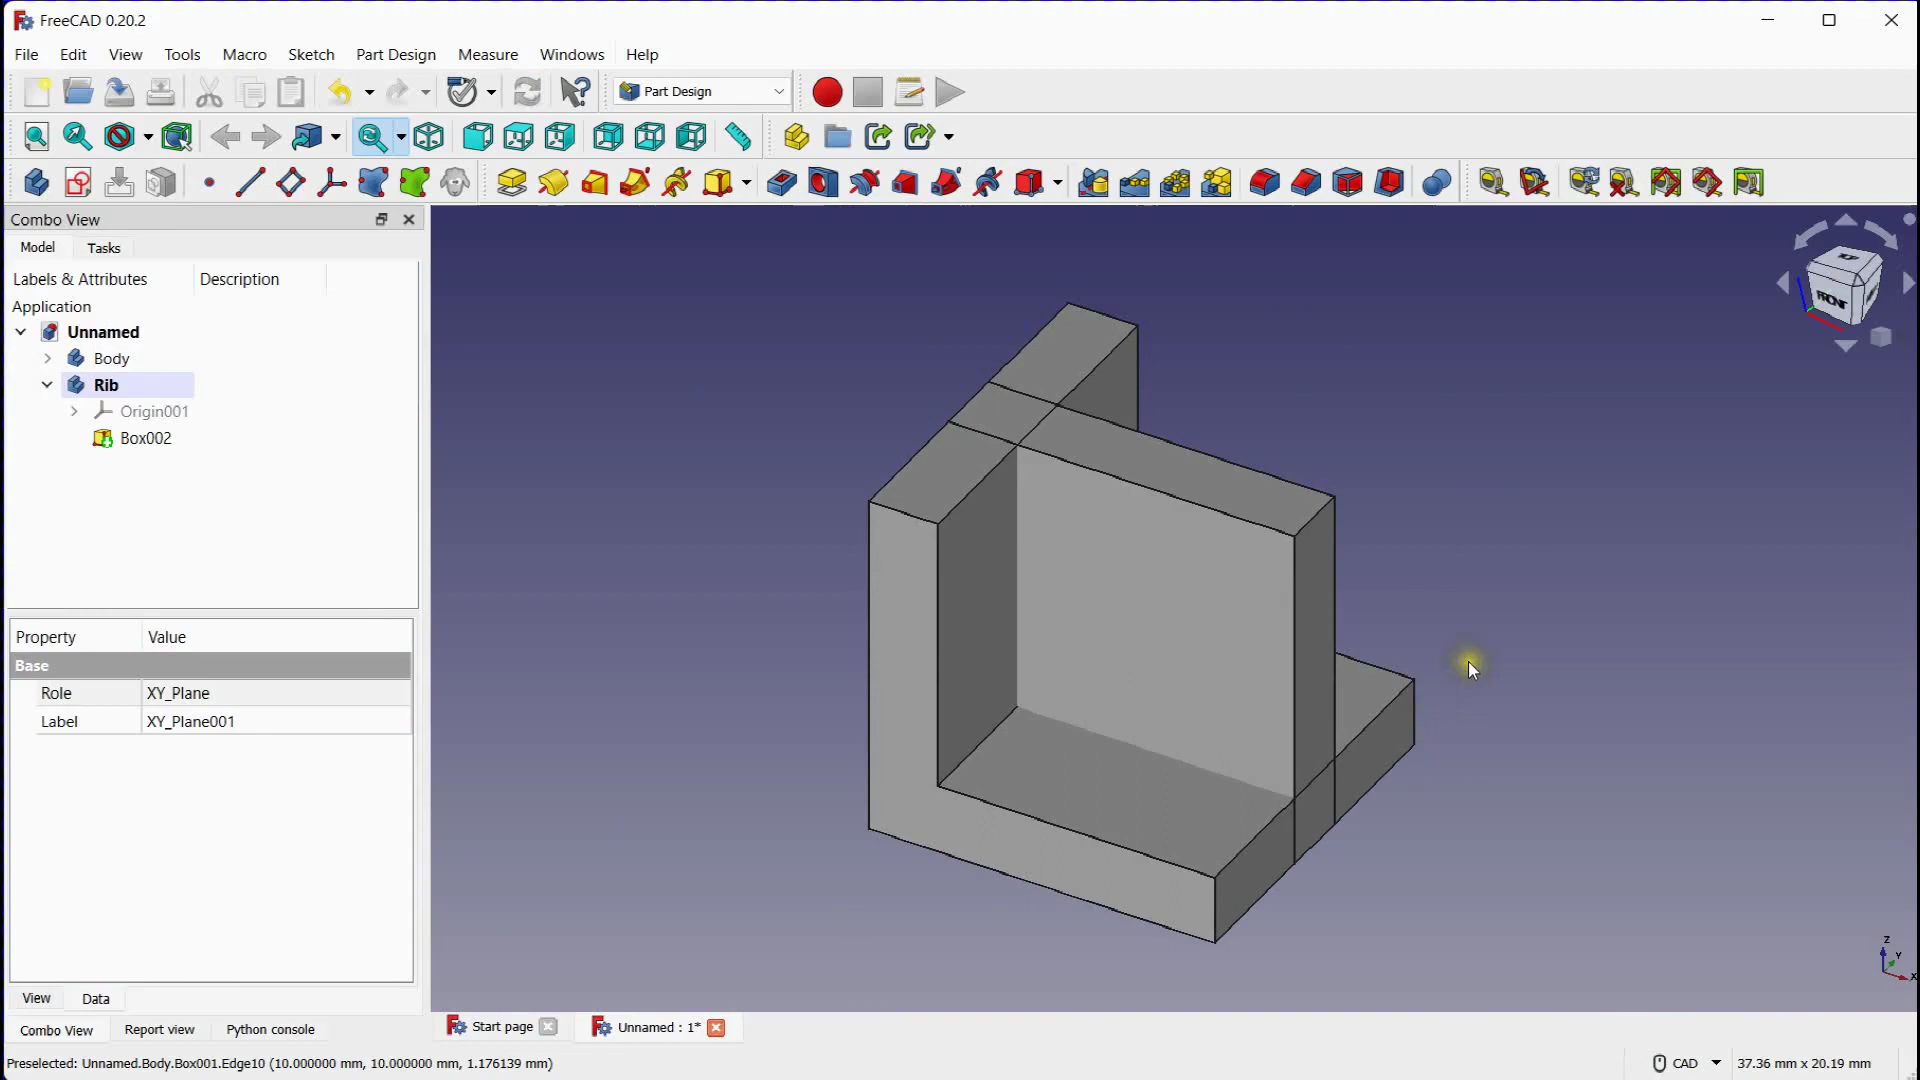 FreeCAD 0.20.2
File Edit View Tools Macro Sketch Part Design Measure Windows Help
Part Design
Combo View
Model Tasks
Labels & Attributes Description
Application
Unnamed
Body
Rib
Origin001
Box002
Property Value
Base
Role XY_Plane
Label XY_Plane001
View Data
Combo View Report view Python console
Start page Unnamed : 1*
TOP
FRONT
Z
Y
X
Preselected: Unnamed.Body.Box001.Edge10 (10.000000 mm, 10.000000 mm, 1.176139 mm)
CAD 37.36 mm x 20.19 mm